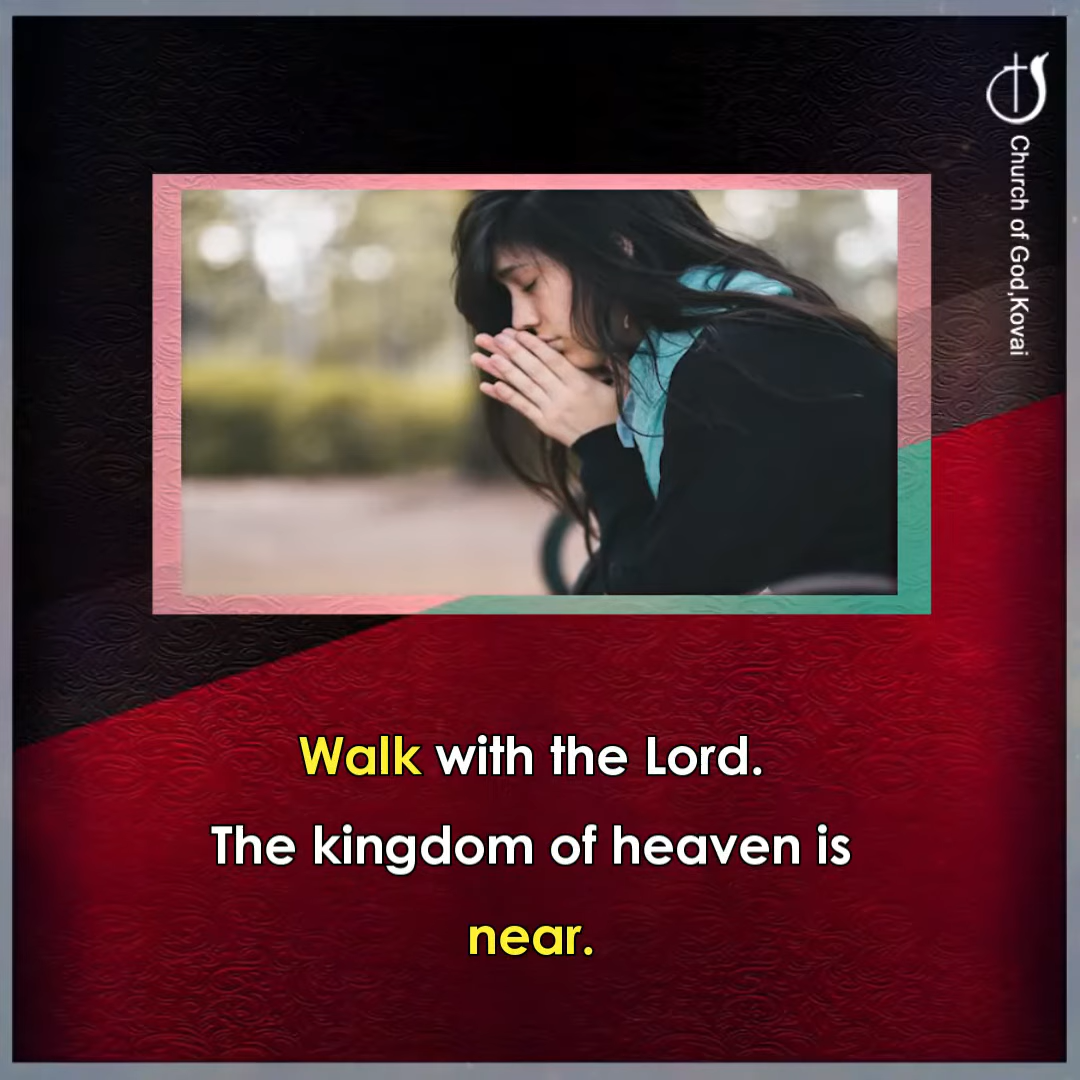 Church of God,Kovai
Walk with the Lord.
The kingdom of heaven is
near.